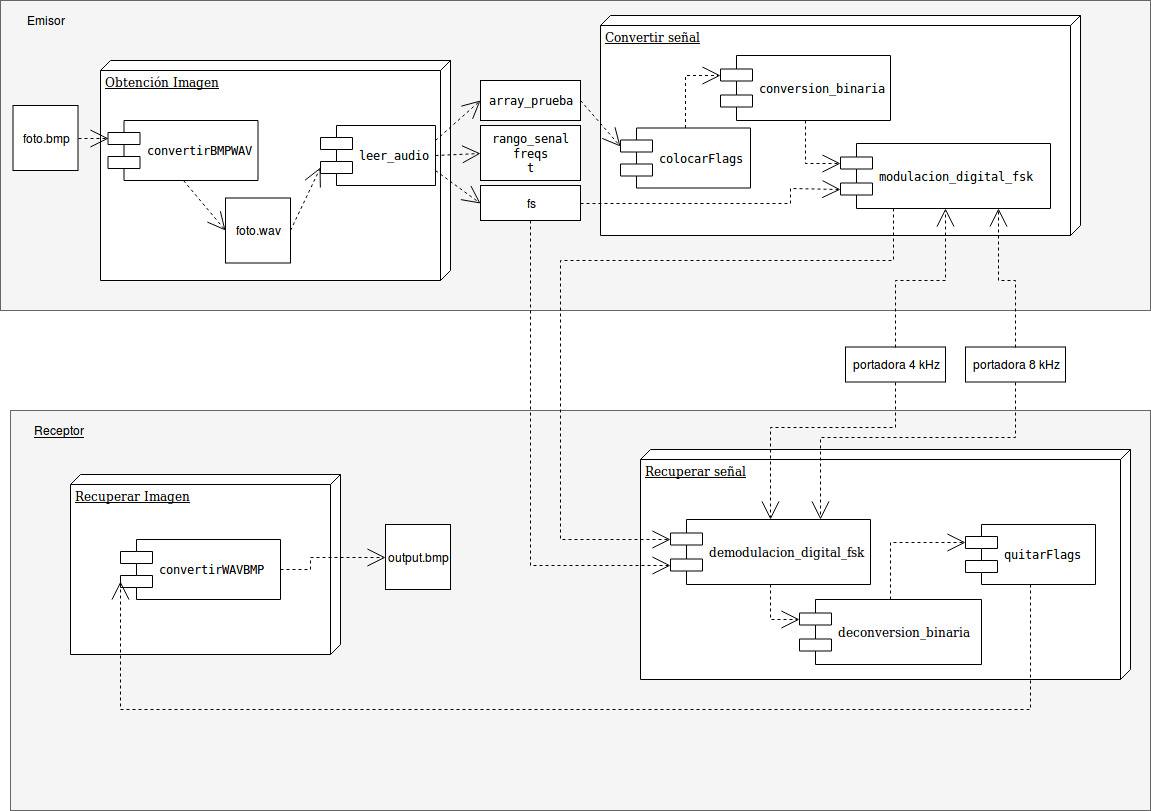 Emisor
Obtención Imagen
foto.bmp
convertirBMPWAV
foto.wav
leer_audio
array_prueba
rango_senal
freqs
t
fs
Convertir señal
conversion_binaria
colocarFlags
modulacion_digital_fsk
portadora 4 kHz
portadora 8 kHz
Receptor
Recuperar Imagen
convertirWAVBMP
output.bmp
Recuperar señal
demodulacion_digital_fsk
quitarFlags
deconversion_binaria